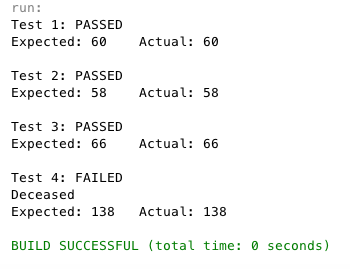 run:
Test 1: PASSED
Expected: 60    Actual: 60
Test 2: PASSED
Expected: 58    Actual: 58
Test 3: PASSED
Expected: 66    Actual: 66
Test 4: FAILED
Deceased
Expected: 138    Actual: 138
BUILD SUCCESSFUL (total time: 0 seconds)